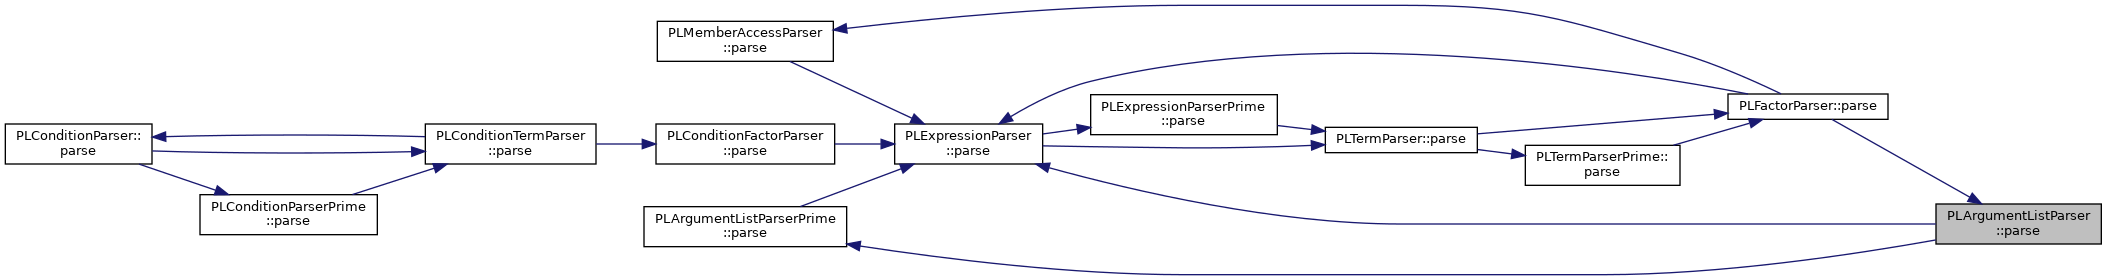 PLConditionParser::
parse
PLConditionParserPrime
::parse
PLConditionTermParser
::parse
PLMemberAccessParser
::parse
PLConditionFactorParser
::parse
PLArgumentListParserPrime
::parse
PLExpressionParser
::parse
PLExpressionParserPrime
::parse
PLTermParser::parse
PLTermParserPrime::
parse
PLFactorParser::parse
PLArgumentListParser
::parse